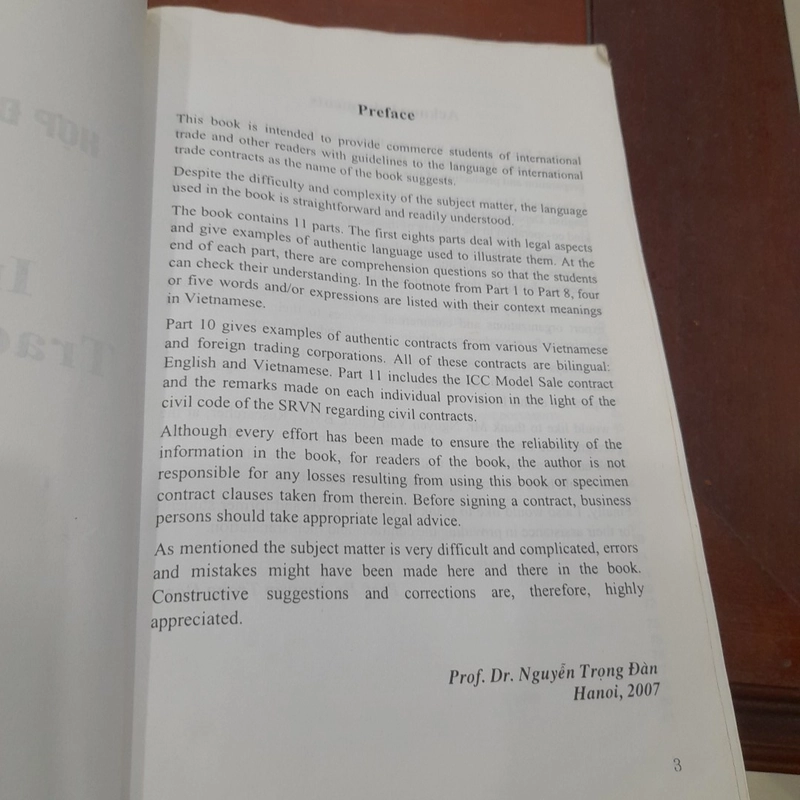 Preface
This book is intended to provide commerce students of international
trade and other readers with guidelines to the language of international
trade contracts as the name of the book suggests.
Despite the difficulty and complexity of the subject matter, the language
used in the book is straightforward and readily understood.
The book contains 11 parts. The first eights parts deal with legal aspects
and give examples of authentic language used to illustrate them. At the
end of each part, there are comprehension questions so that the students
can check their understanding. In the footnote from Part 1 to Part 8, four
or five words and/or expressions are listed with their context meanings
in Vietnamese.
Part 10 gives examples of authentic contracts from various Vietnamese
and foreign trading corporations. All of these contracts are bilingual:
English and Vietnamese. Part 11 includes the ICC Model Sale contract
and the remarks made on each individual provision in the light of the
civil code of the SRVN regarding civil contracts.
Although every effort has been made to ensure the reliability of the
information in the book, for readers of the book, the author is not
responsible for any losses resulting from using this book or specimen
contract clauses taken from therein. Before signing a contract, business
persons should take appropriate legal advice.
As mentioned the subject matter is very difficult and complicated, errors
and mistakes might have been made here and there in the book.
Constructive suggestions and corrections are, therefore, highly
appreciated.
Prof. Dr. Nguyễn Trọng Đàn
Hanoi, 2007
3